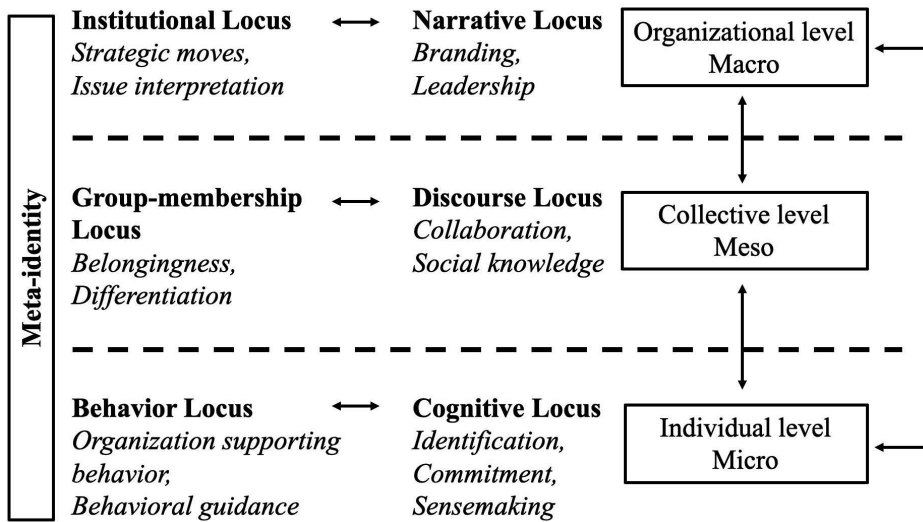 Meta-identity
Institutional Locus
Strategic moves,
Issue interpretation
Narrative Locus
Branding,
Leadership
Organizational level
Macro
Group-membership
Locus
Belongingness,
Differentiation
Discourse Locus
Collaboration,
Social knowledge
Collective level
Meso
Behavior Locus
Organization supporting
behavior,
Behavioral guidance
Cognitive Locus
Identification,
Commitment,
Sensemaking
Individual level
Micro